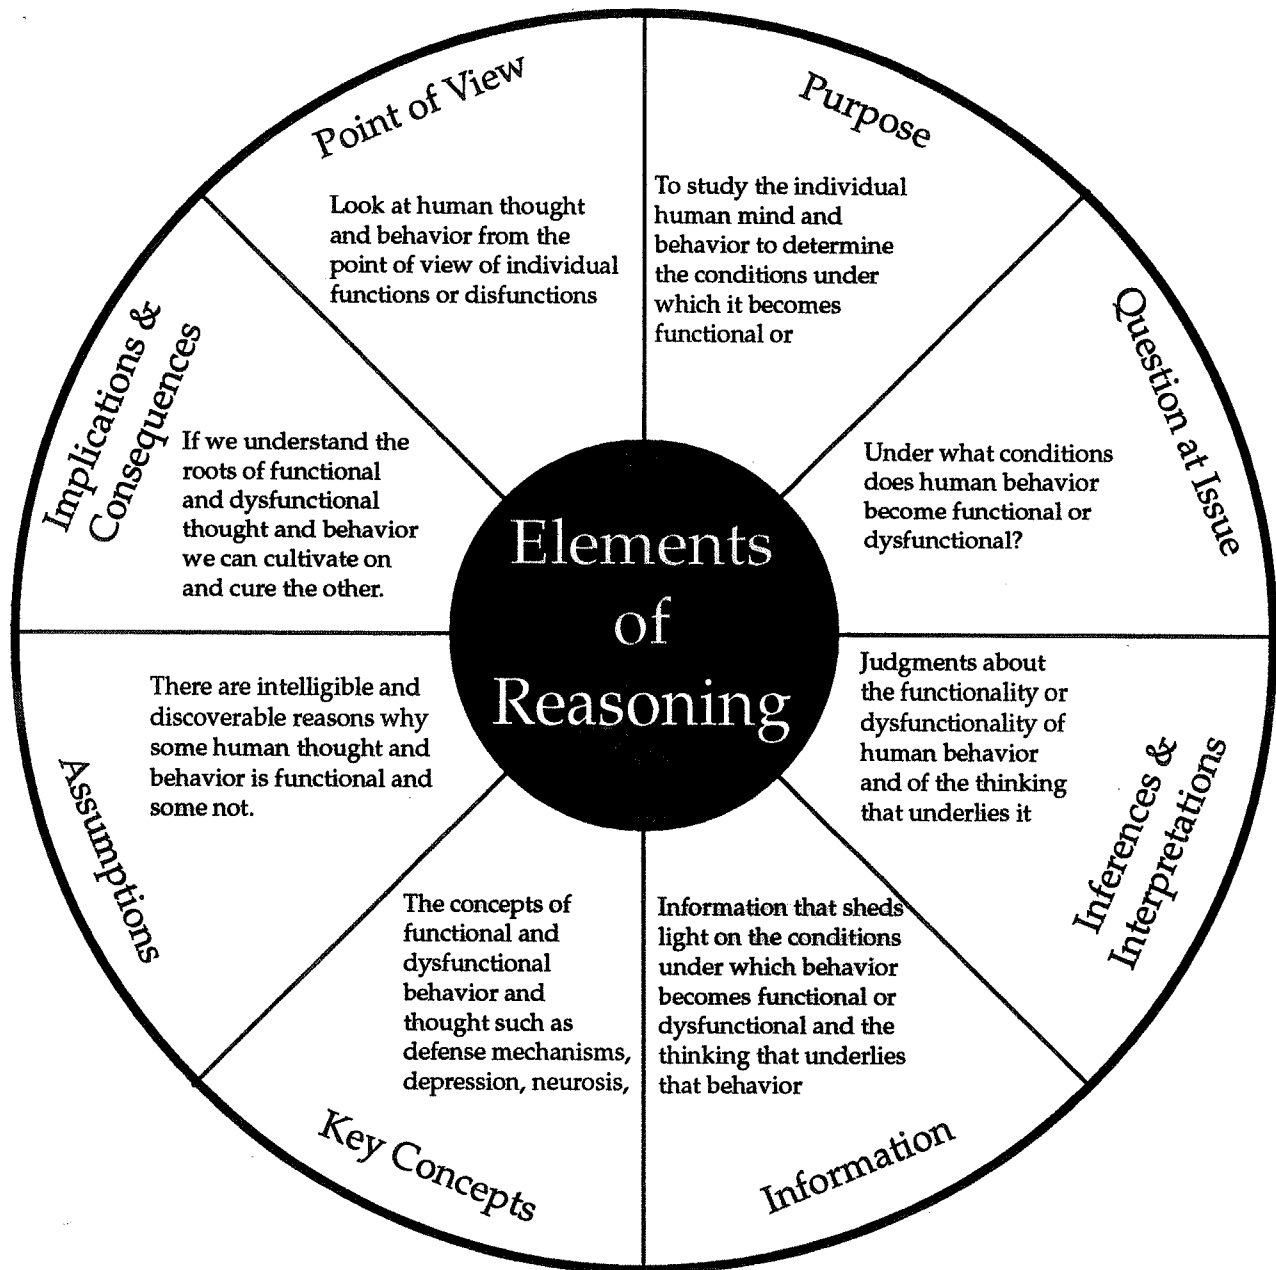 Elements
of
Reasoning
Purpose
To study the individual
human mind and
behavior to determine
the conditions under
which it becomes
functional or
Question at Issue
Under what conditions
does human behavior
become functional or
dysfunctional?
Inferences &
Interpretations
Judgments about
the functionality or
dysfunctionality of
human behavior
and of the thinking
that underlies it
Information
Information that sheds
light on the conditions
under which behavior
becomes functional or
dysfunctional and the
thinking that underlies
that behavior
Key Concepts
The concepts of
functional and
dysfunctional
behavior and
thought such as
defense mechanisms,
depression, neurosis,
Assumptions
There are intelligible and
discoverable reasons why
some human thought and
behavior is functional and
some not.
Implications &
Consequences
If we understand the
roots of functional
and dysfunctional
thought and behavior
we can cultivate on
and cure the other.
Point of View
Look at human thought
and behavior from the
point of view of individual
functions or disfunctions